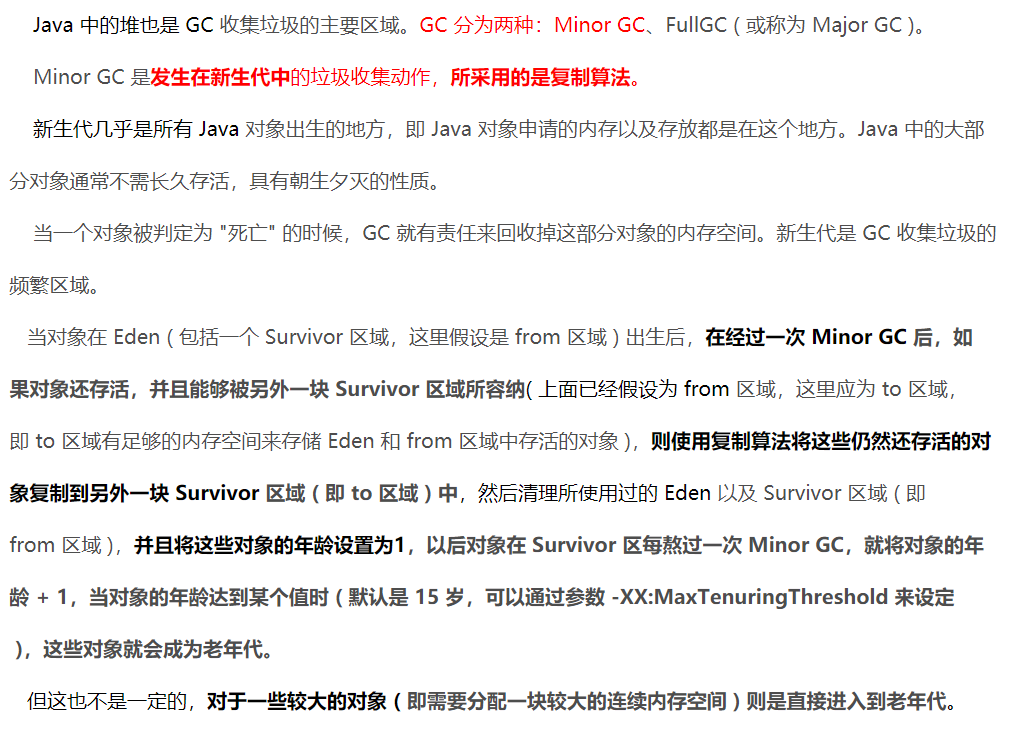 Java 中的堆也是 GC 收集垃圾的主要区域。GC 分为两种：Minor GC、FullGC ( 或称为 Major GC )。
Minor GC 是发生在新生代中的垃圾收集动作，所采用的是复制算法。
新生代几乎是所有 Java 对象出生的地方，即 Java 对象申请的内存以及存放都是在这个地方。Java 中的大部
分对象通常不需长久存活，具有朝生夕灭的性质。
当一个对象被判定为 "死亡" 的时候，GC 就有责任来回收掉这部分对象的内存空间。新生代是 GC 收集垃圾的
频繁区域。
当对象在 Eden ( 包括一个 Survivor 区域，这里假设是 from 区域 ) 出生后，在经过一次 Minor GC 后，如
果对象还存活，并且能够被另外一块 Survivor 区域所容纳( 上面已经假设为 from 区域，这里应为 to 区域，
即 to 区域有足够的内存空间来存储 Eden 和 from 区域中存活的对象 )，则使用复制算法将这些仍然还存活的对
象复制到另外一块 Survivor 区域 ( 即 to 区域 ) 中，然后清理所使用过的 Eden 以及 Survivor 区域 ( 即
from 区域 )，并且将这些对象的年龄设置为1，以后对象在 Survivor 区每熬过一次 Minor GC，就将对象的年
龄 + 1，当对象的年龄达到某个值时 ( 默认是 15 岁，可以通过参数 -XX:MaxTenuringThreshold 来设定
)，这些对象就会成为老年代。
但这也不是一定的，对于一些较大的对象 ( 即需要分配一块较大的连续内存空间 ) 则是直接进入到老年代。